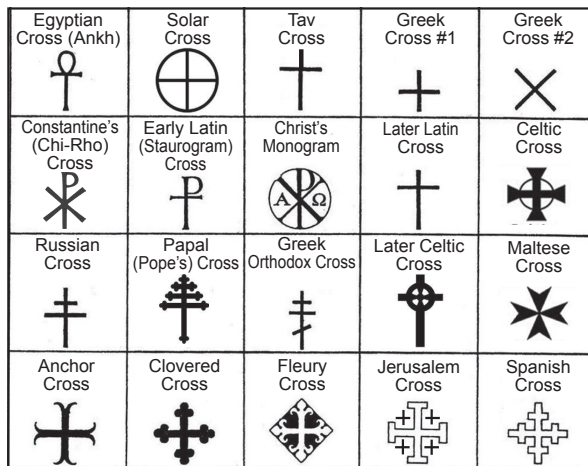 Egyptian
Cross (Ankh)
Solar
Cross
Tav
Cross
Greek
Cross #1
Greek
Cross #2
Constantine's
(Chi-Rho)
Cross
Early Latin
(Staurogram)
Cross
Christ's
Monogram
Α Ω
Later Latin
Cross
Celtic
Cross
Russian
Cross
Papal
(Pope's) Cross
Greek
Orthodox Cross
Later Celtic
Cross
Maltese
Cross
Anchor
Cross
Clovered
Cross
Fleury
Cross
Jerusalem
Cross
Spanish
Cross